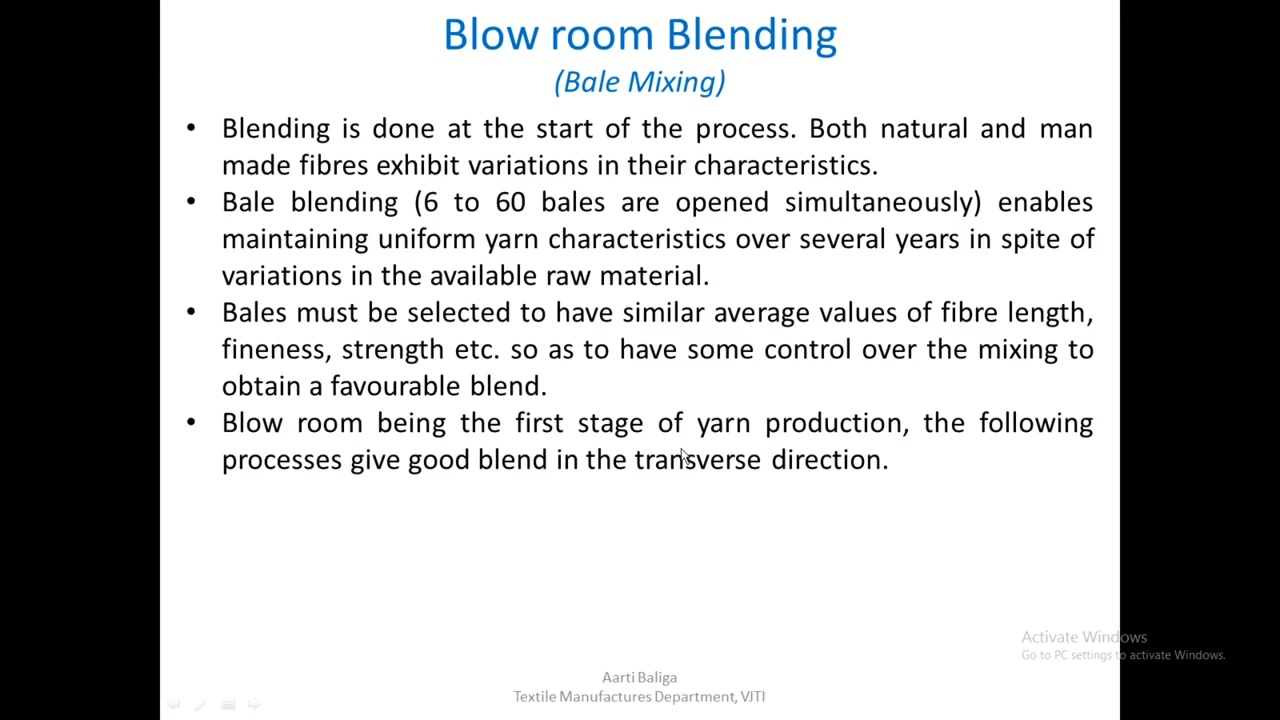 Blow room Blending
(Bale Mixing)
• Blending is done at the start of the process. Both natural and man
made fibres exhibit variations in their characteristics.
• Bale blending (6 to 60 bales are opened simultaneously) enables
maintaining uniform yarn characteristics over several years in spite of
variations in the available raw material.
• Bales must be selected to have similar average values of fibre length,
fineness, strength etc. so as to have some control over the mixing to
obtain a favourable blend.
• Blow room being the first stage of yarn production, the following
processes give good blend in the transverse direction.
Activate Windows
Go to PC settings to activate Windows.
Aarti Baliga
Textile Manufactures Department, VJTI